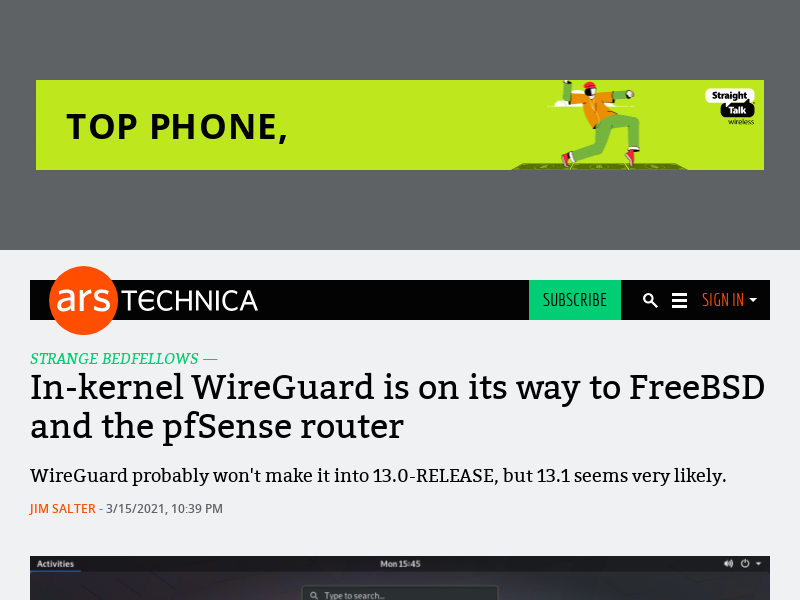 TOP PHONE,
Straight
Talk
wireless
ars TECHNICA
SUBSCRIBE
SIGN IN
STRANGE BEDFELLOWS —
In-kernel WireGuard is on its way to FreeBSD
and the pfSense router
WireGuard probably won't make it into 13.0-RELEASE, but 13.1 seems very likely.
JIM SALTER - 3/15/2021, 10:39 PM
Activities
Mon 15:45
Type to search...